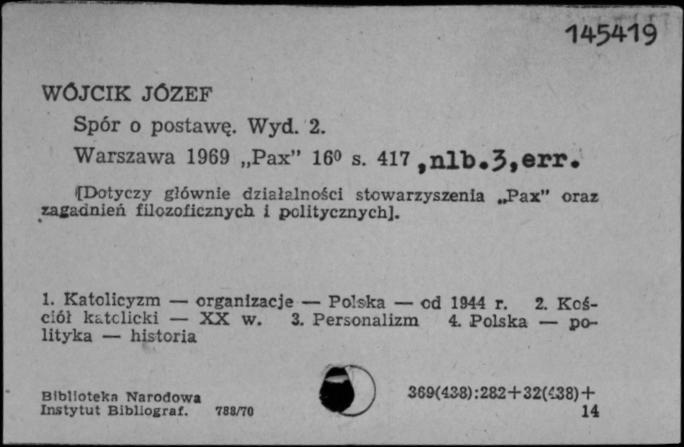 145419
WÓJCIK JÓZEF
Spór o postawę. Wyd. 2.
Warszawa 1969 „Pax” 16⁰ s. 417 ,nlb.3,err.
[Dotyczy głównie działalności stowarzyszenia „Pax” oraz
zagadnień filozoficznych i politycznych].
1. Katolicyzm — organizacje — Polska — od 1944 r. 2. Koś-
ciół katolicki — XX w. 3. Personalizm 4. Polska — po-
lityka — historia
Biblioteka Narodowa
Instytut Bibliograf. 788/70
369(438):282+32(438)+
14